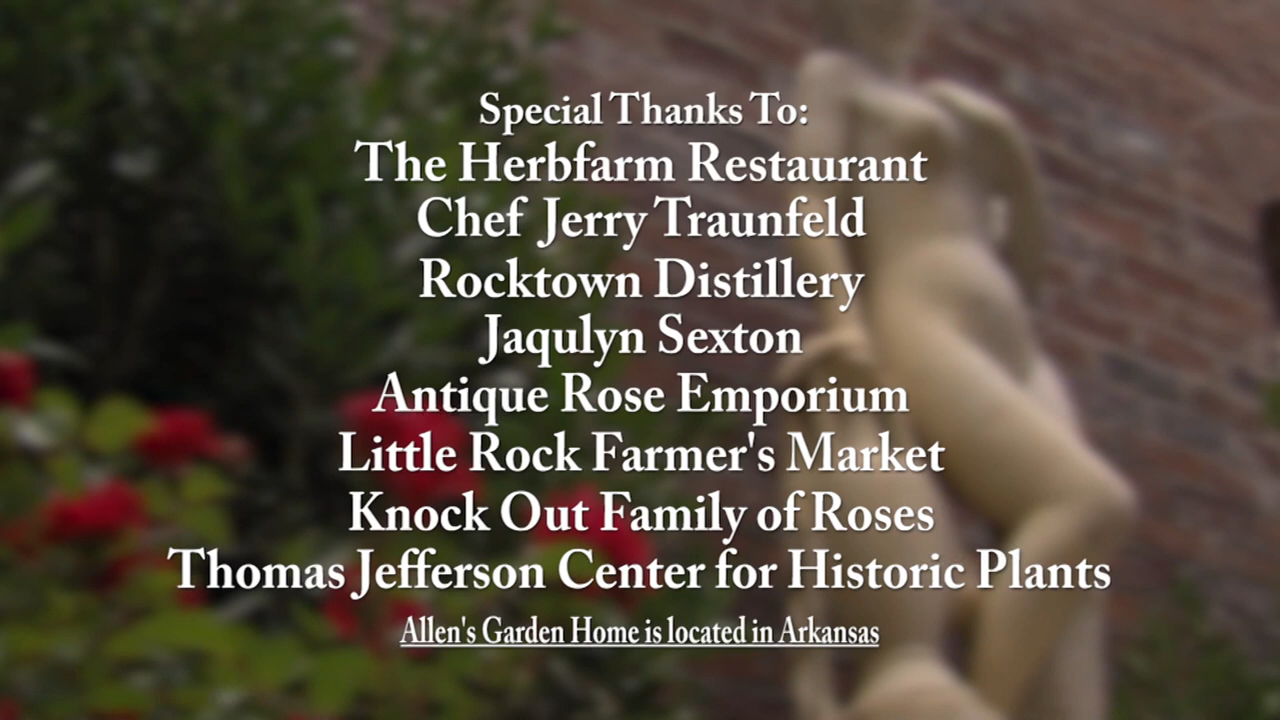 Special Thanks To:
The Herbfarm Restaurant
Chef Jerry Traunfeld
Rocktown Distillery
Jaqulyn Sexton
Antique Rose Emporium
Little Rock Farmer's Market
Knock Out Family of Roses
Thomas Jefferson Center for Historic Plants
Allen's Garden Home is located in Arkansas